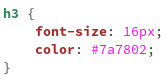 h3 {
    font-size: 16px;
    color: #7a7802;
}